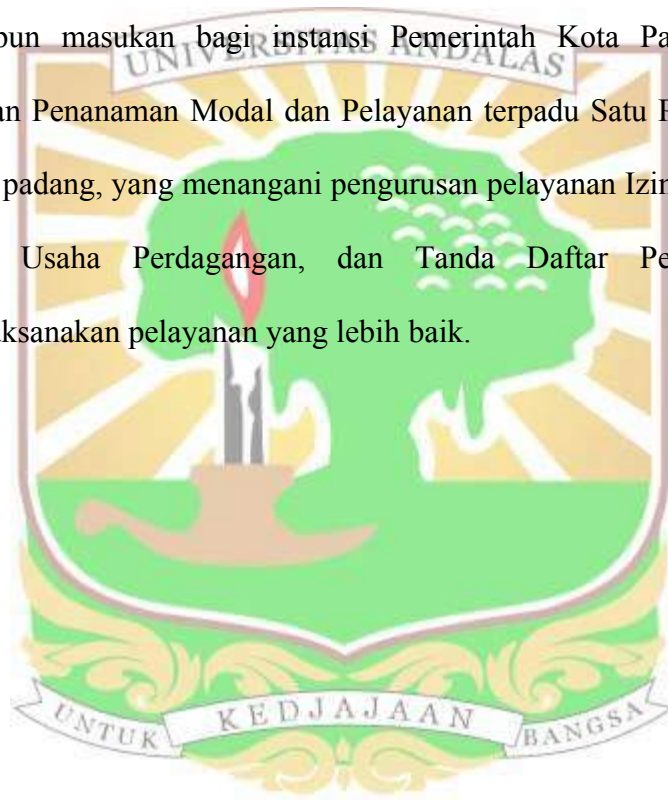 pun masukan bagi instansi Pemerintah Kota Pa
UNIVERSITAS ANDALAS
an Penanaman Modal dan Pelayanan terpadu Satu
padang, yang menangani pengurusan pelayanan Izin
Usaha Perdagangan, dan Tanda Daftar Pe
aksanakan pelayanan yang lebih baik.
UNTUK KEDJAJAAN BANGSA